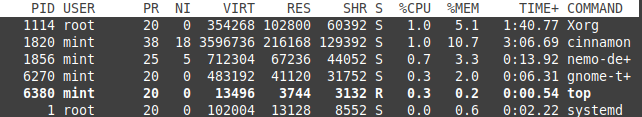 PID USER PR NI VIRT RES SHR S %CPU %MEM TIME+ COMMAND
1114 root 20 0 354268 102800 60392 S 1.0 5.1 1:40.77 Xorg
1820 mint 38 18 3596736 216168 129392 S 1.0 10.7 3:06.69 cinnamon
1856 mint 25 5 712304 67236 44052 S 0.7 3.3 0:13.92 nemo-de+
6270 mint 20 0 483192 41120 31752 S 0.3 2.0 0:06.31 gnome-t+
6380 mint 20 0 13496 3744 3132 R 0.3 0.2 0:00.54 top
1 root 20 0 102004 13128 8552 S 0.0 0.6 0:02.22 systemd